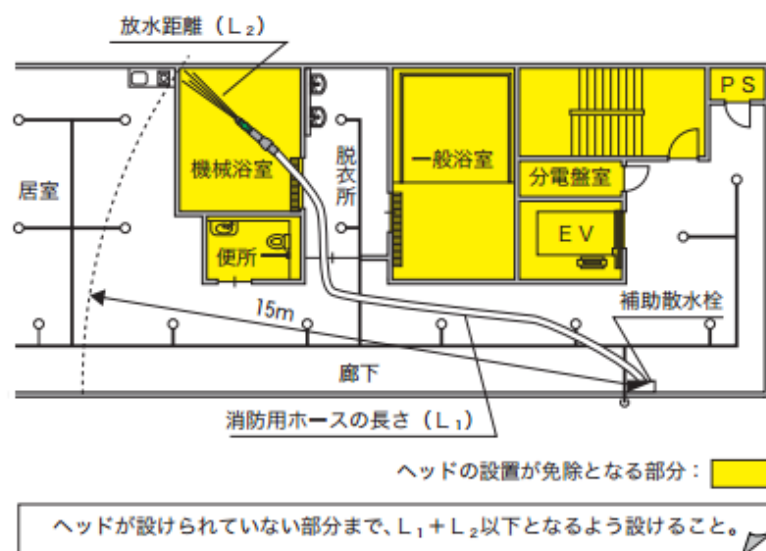 放水距離（L₂）
PS
機械浴室
脱衣所
一般浴室
分電盤室
居室
EV
便所
補助散水栓
15m
廊下
消防用ホースの長さ（L₁）
ヘッドの設置が免除となる部分：
ヘッドが設けられていない部分まで、L₁＋L₂以下となるよう設けること。